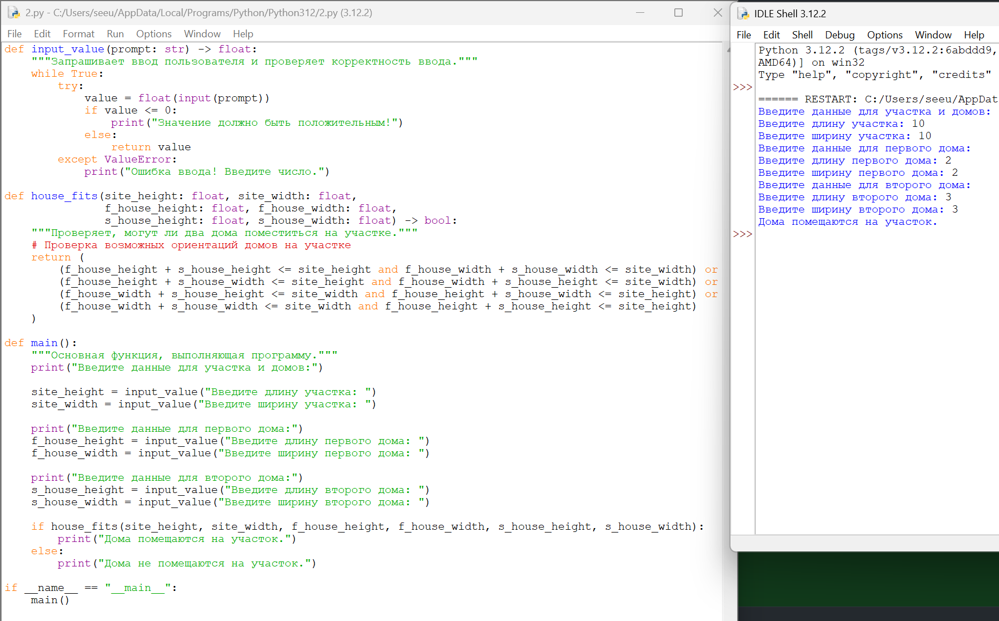 2.py - C:/Users/seeu/AppData/Local/Programs/Python/Python312/2.py (3.12.2)
File Edit Format Run Options Window Help
def input_value(prompt: str) -> float:
    """Запрашивает ввод пользователя и проверяет корректность ввода."""
    while True:
        try:
            value = float(input(prompt))
            if value <= 0:
                print("Значение должно быть положительным!")
            else:
                return value
        except ValueError:
            print("Ошибка ввода! Введите число.")

def house_fits(site_height: float, site_width: float,
               f_house_height: float, f_house_width: float,
               s_house_height: float, s_house_width: float) -> bool:
    """Проверяет, могут ли два дома поместиться на участке."""
    # Проверка возможных ориентаций домов на участке
    return (
        (f_house_height + s_house_height <= site_height and f_house_width + s_house_width <= site_width) or
        (f_house_height + s_house_width <= site_height and f_house_width + s_house_height <= site_width) or
        (f_house_width + s_house_height <= site_width and f_house_height + s_house_width <= site_height) or
        (f_house_width + s_house_width <= site_width and f_house_height + s_house_height <= site_height)
    )

def main():
    """Основная функция, выполняющая программу."""
    print("Введите данные для участка и домов:")

    site_height = input_value("Введите длину участка: ")
    site_width = input_value("Введите ширину участка: ")

    print("Введите данные для первого дома:")
    f_house_height = input_value("Введите длину первого дома: ")
    f_house_width = input_value("Введите ширину первого дома: ")

    print("Введите данные для второго дома:")
    s_house_height = input_value("Введите длину второго дома: ")
    s_house_width = input_value("Введите ширину второго дома: ")

    if house_fits(site_height, site_width, f_house_height, f_house_width, s_house_height, s_house_width):
        print("Дома помещаются на участок.")
    else:
        print("Дома не помещаются на участок.")

if __name__ == "__main__":
    main()
IDLE Shell 3.12.2
File Edit Shell Debug Options Window Help
Python 3.12.2 (tags/v3.12.2:6abddd9,
AMD64)] on win32
Type "help", "copyright", "credits"
>>>
====== RESTART: C:/Users/seeu/AppDat
Введите данные для участка и домов:
Введите длину участка: 10
Введите ширину участка: 10
Введите данные для первого дома:
Введите длину первого дома: 2
Введите ширину первого дома: 2
Введите данные для второго дома:
Введите длину второго дома: 3
Введите ширину второго дома: 3
Дома помещаются на участок.
>>>